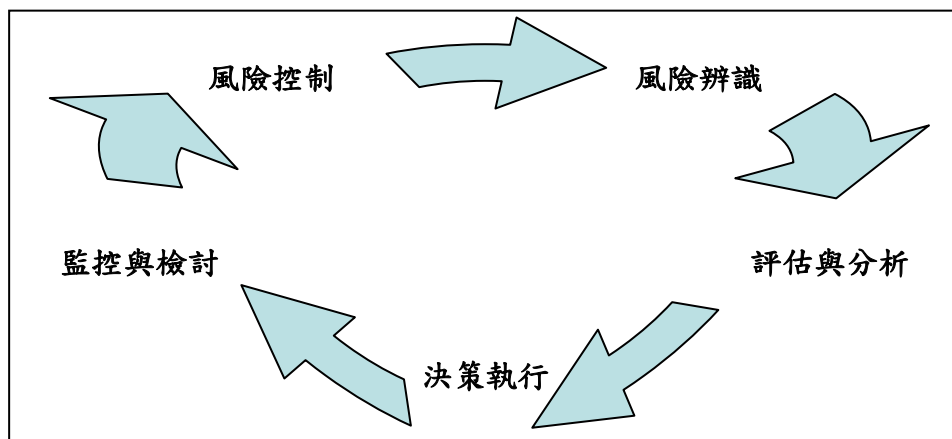 風險控制
風險辨識
監控與檢討
評估與分析
決策執行